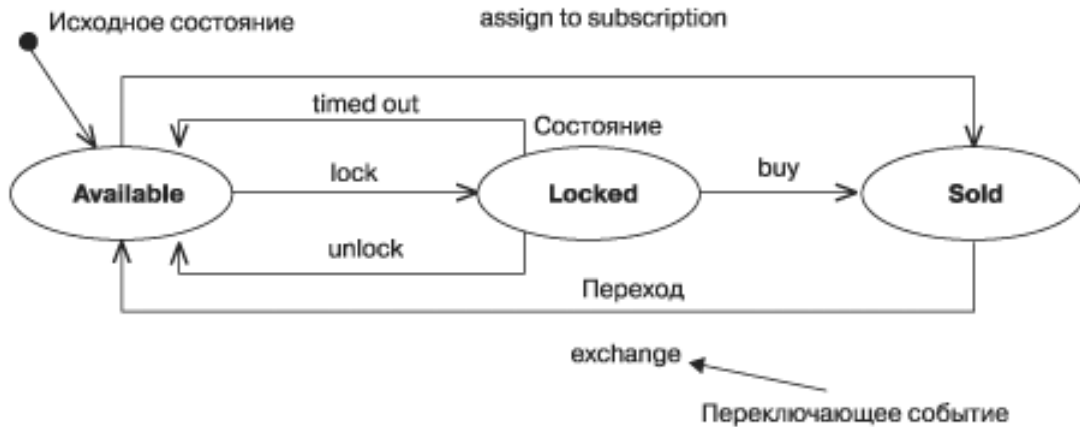 Исходное состояние
assign to subscription
timed out
Состояние
Available
lock
Locked
buy
Sold
unlock
Переход
exchange
Переключающее событие